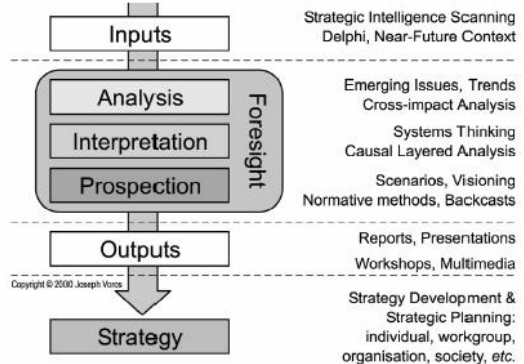 Inputs
Strategic Intelligence Scanning
Delphi, Near-Future Context
Foresight
Analysis
Emerging Issues, Trends
Cross-impact Analysis
Interpretation
Systems Thinking
Causal Layered Analysis
Prospection
Scenarios, Visioning
Normative methods, Backcasts
Outputs
Reports, Presentations
Workshops, Multimedia
Copyright © 2000 Joseph Voros
Strategy
Strategy Development &
Strategic Planning:
individual, workgroup,
organisation, society, etc.